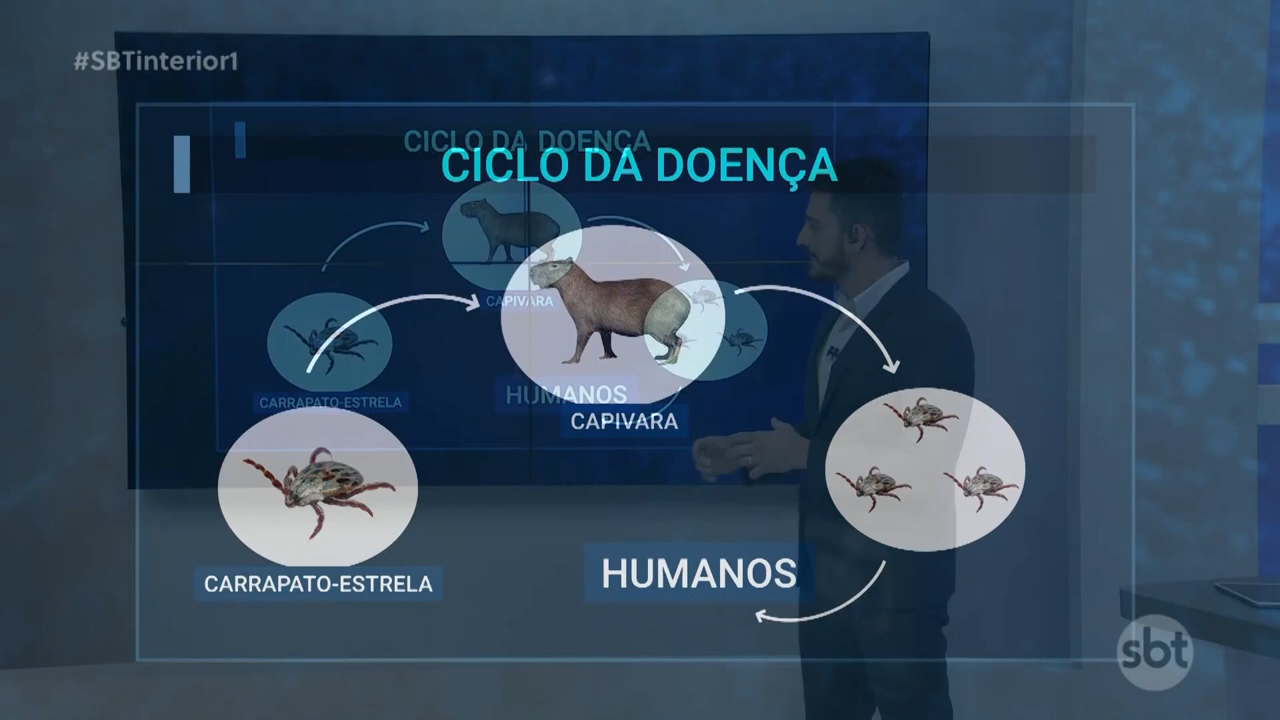 #SBTinterior1
CICLO DA DOENÇA
CICLO DA DOENÇA
CAPIVARA
CARRAPATO-ESTRELA
HUMANOS
CAPIVARA
CARRAPATO-ESTRELA
HUMANOS
sbt